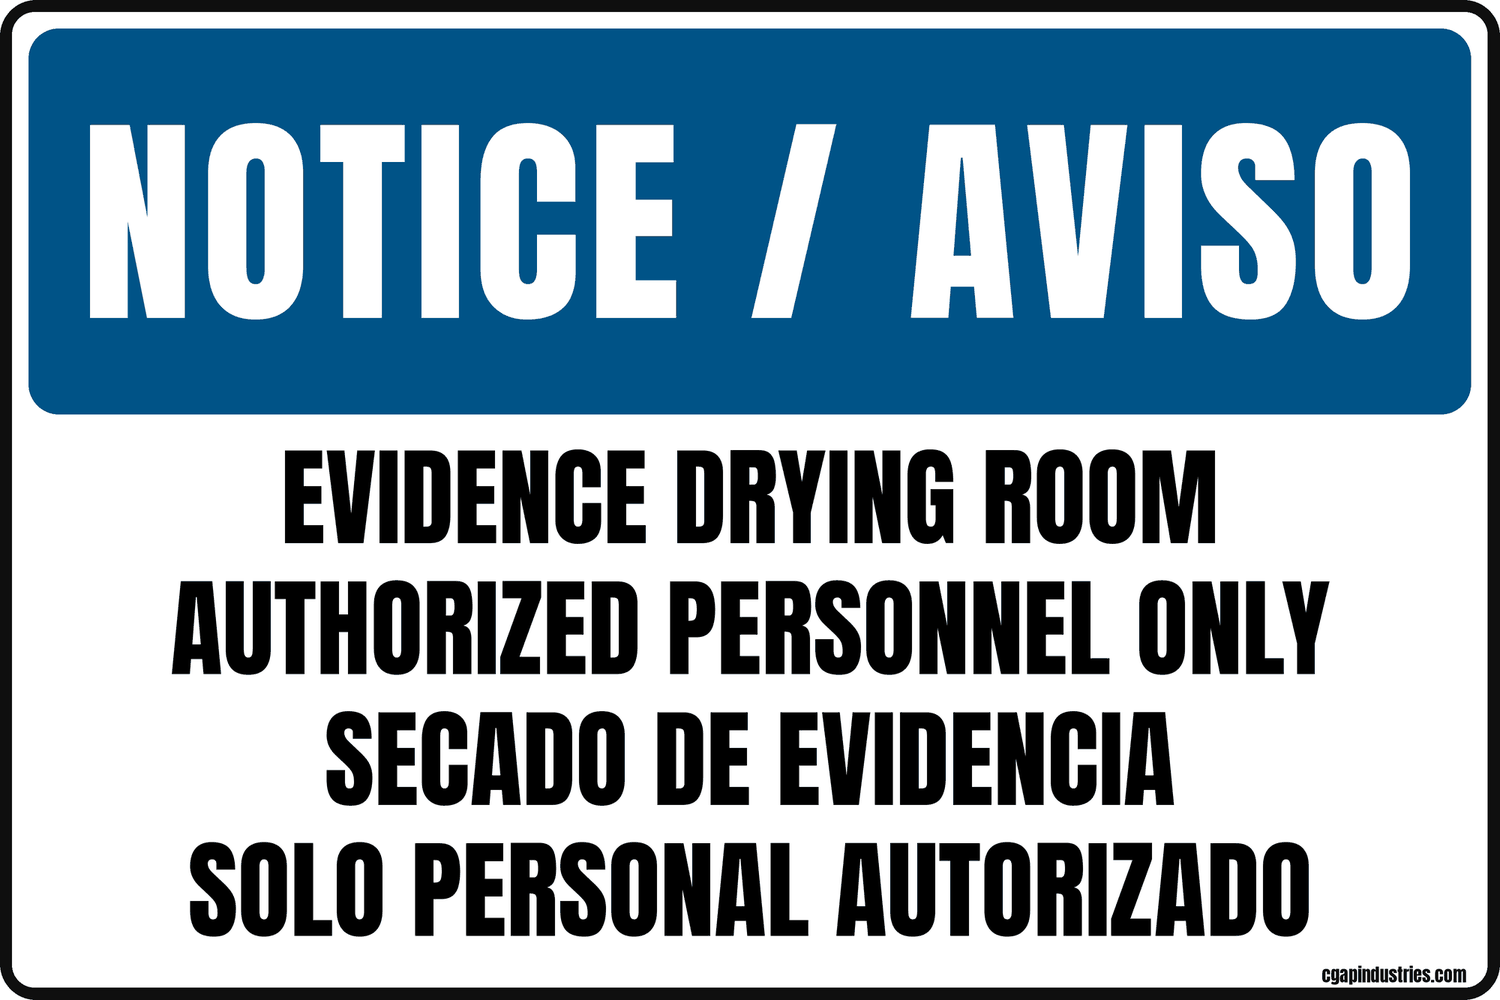 NOTICE / AVISO
EVIDENCE DRYING ROOM
AUTHORIZED PERSONNEL ONLY
SECADO DE EVIDENCIA
SOLO PERSONAL AUTORIZADO
cgapindustries.com